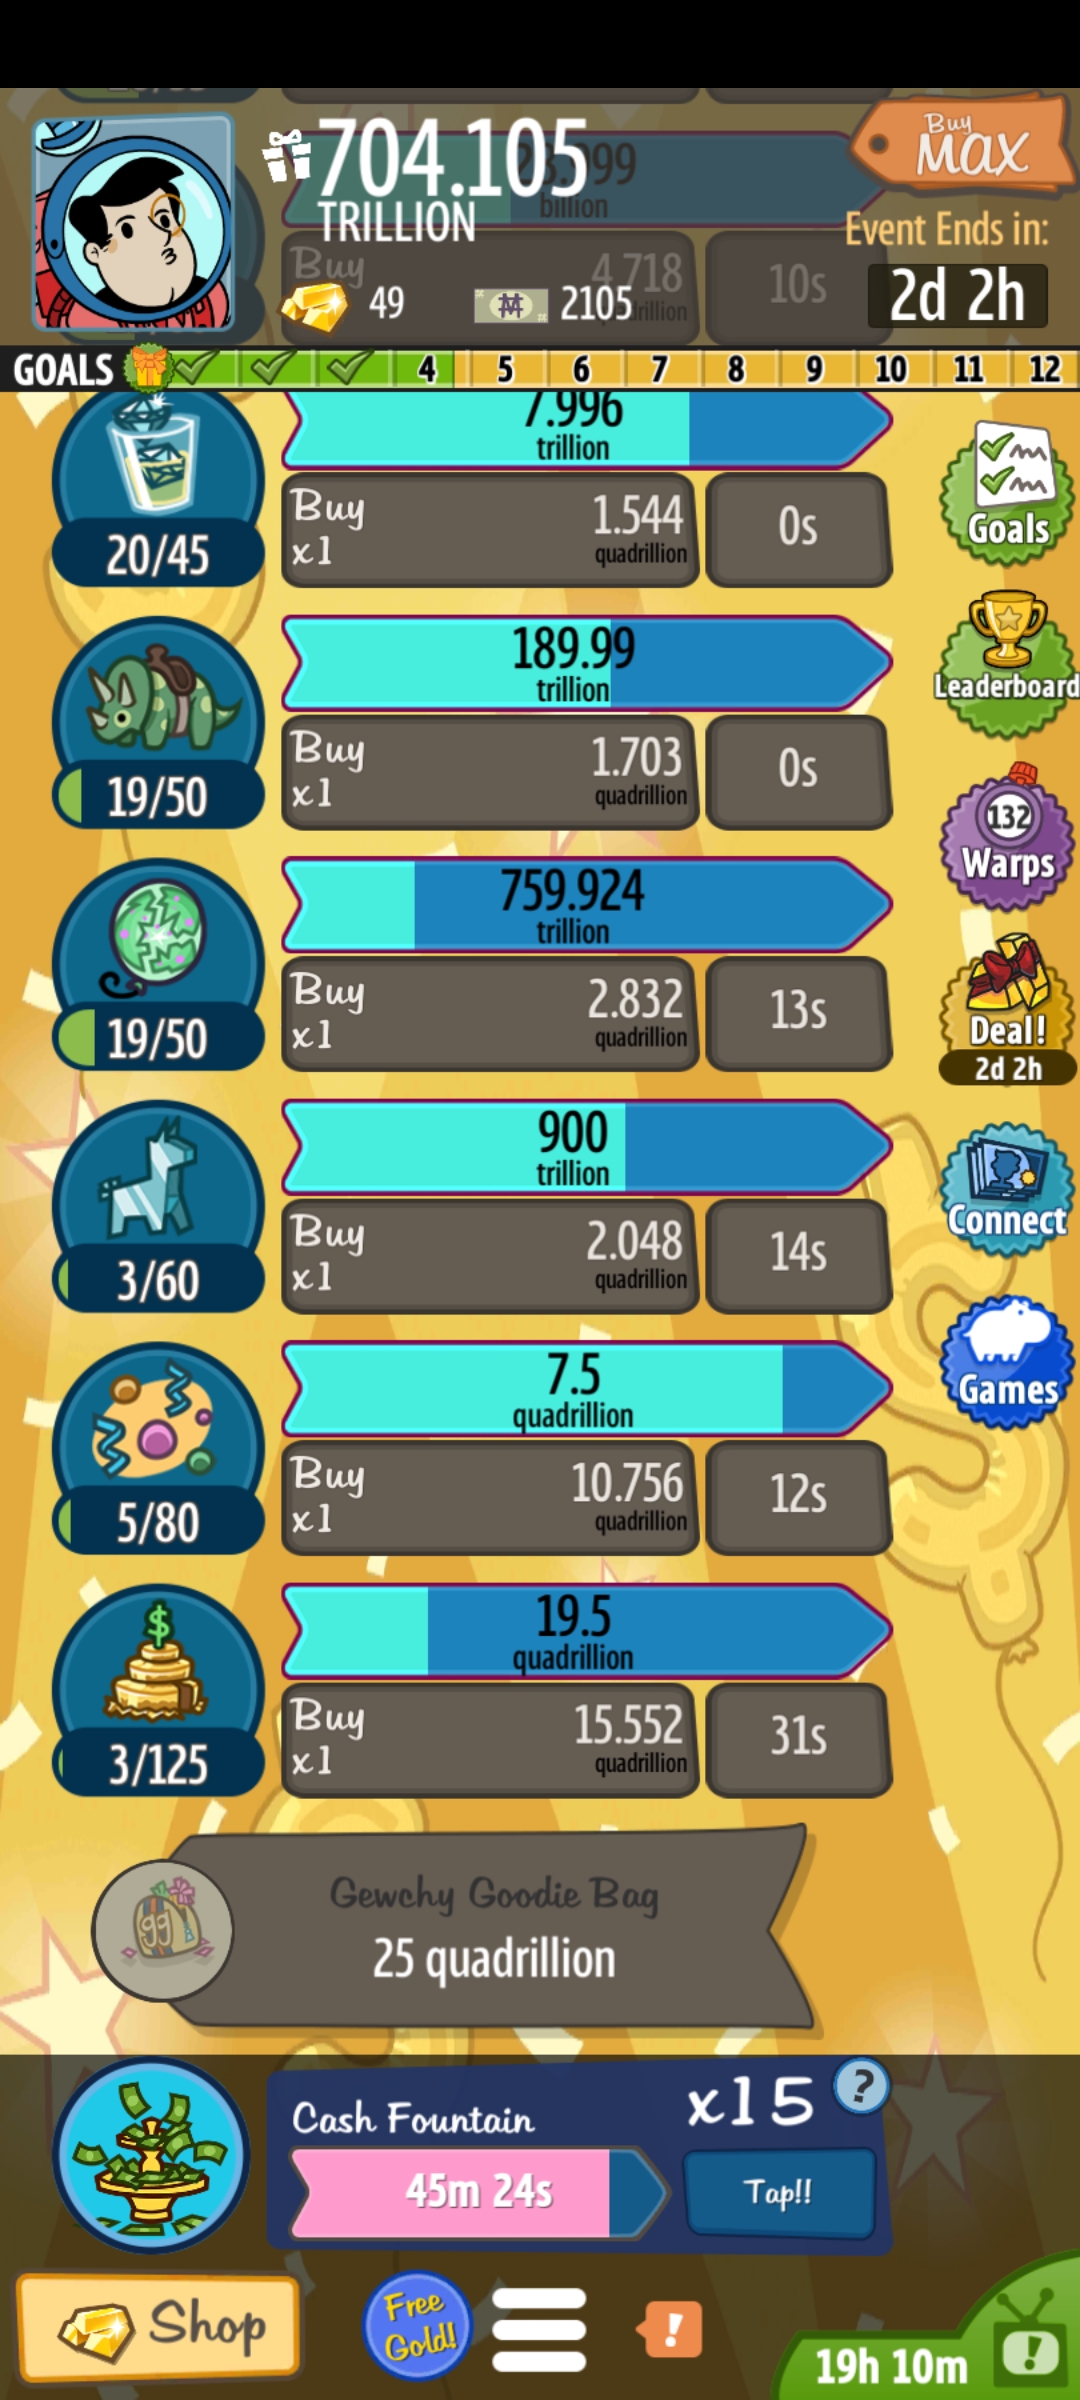 704.105
TRILLION
Buy
MAX
Event Ends in:
2d 2h
49
2105
billion
Buy
4.718
10s
GOALS
4 5 6 7 8 9 10 11 12
7.996
trillion
20/45
Buy
x1
1.544
quadrillion
0s
Goals
189.99
trillion
19/50
Buy
x1
1.703
quadrillion
0s
Leaderboard
759.924
trillion
19/50
Buy
x1
2.832
quadrillion
13s
132
Warps
Deal!
2d 2h
900
trillion
3/60
Buy
x1
2.048
quadrillion
14s
Connect
7.5
quadrillion
5/80
Buy
x1
10.756
quadrillion
12s
Games
$
19.5
quadrillion
3/125
Buy
x1
15.552
quadrillion
31s
gg
Gewchy Goodie Bag
25 quadrillion
Cash Fountain
x15
?
45m 24s
Tap!!
Shop
Free
Gold!
!
19h 10m
!